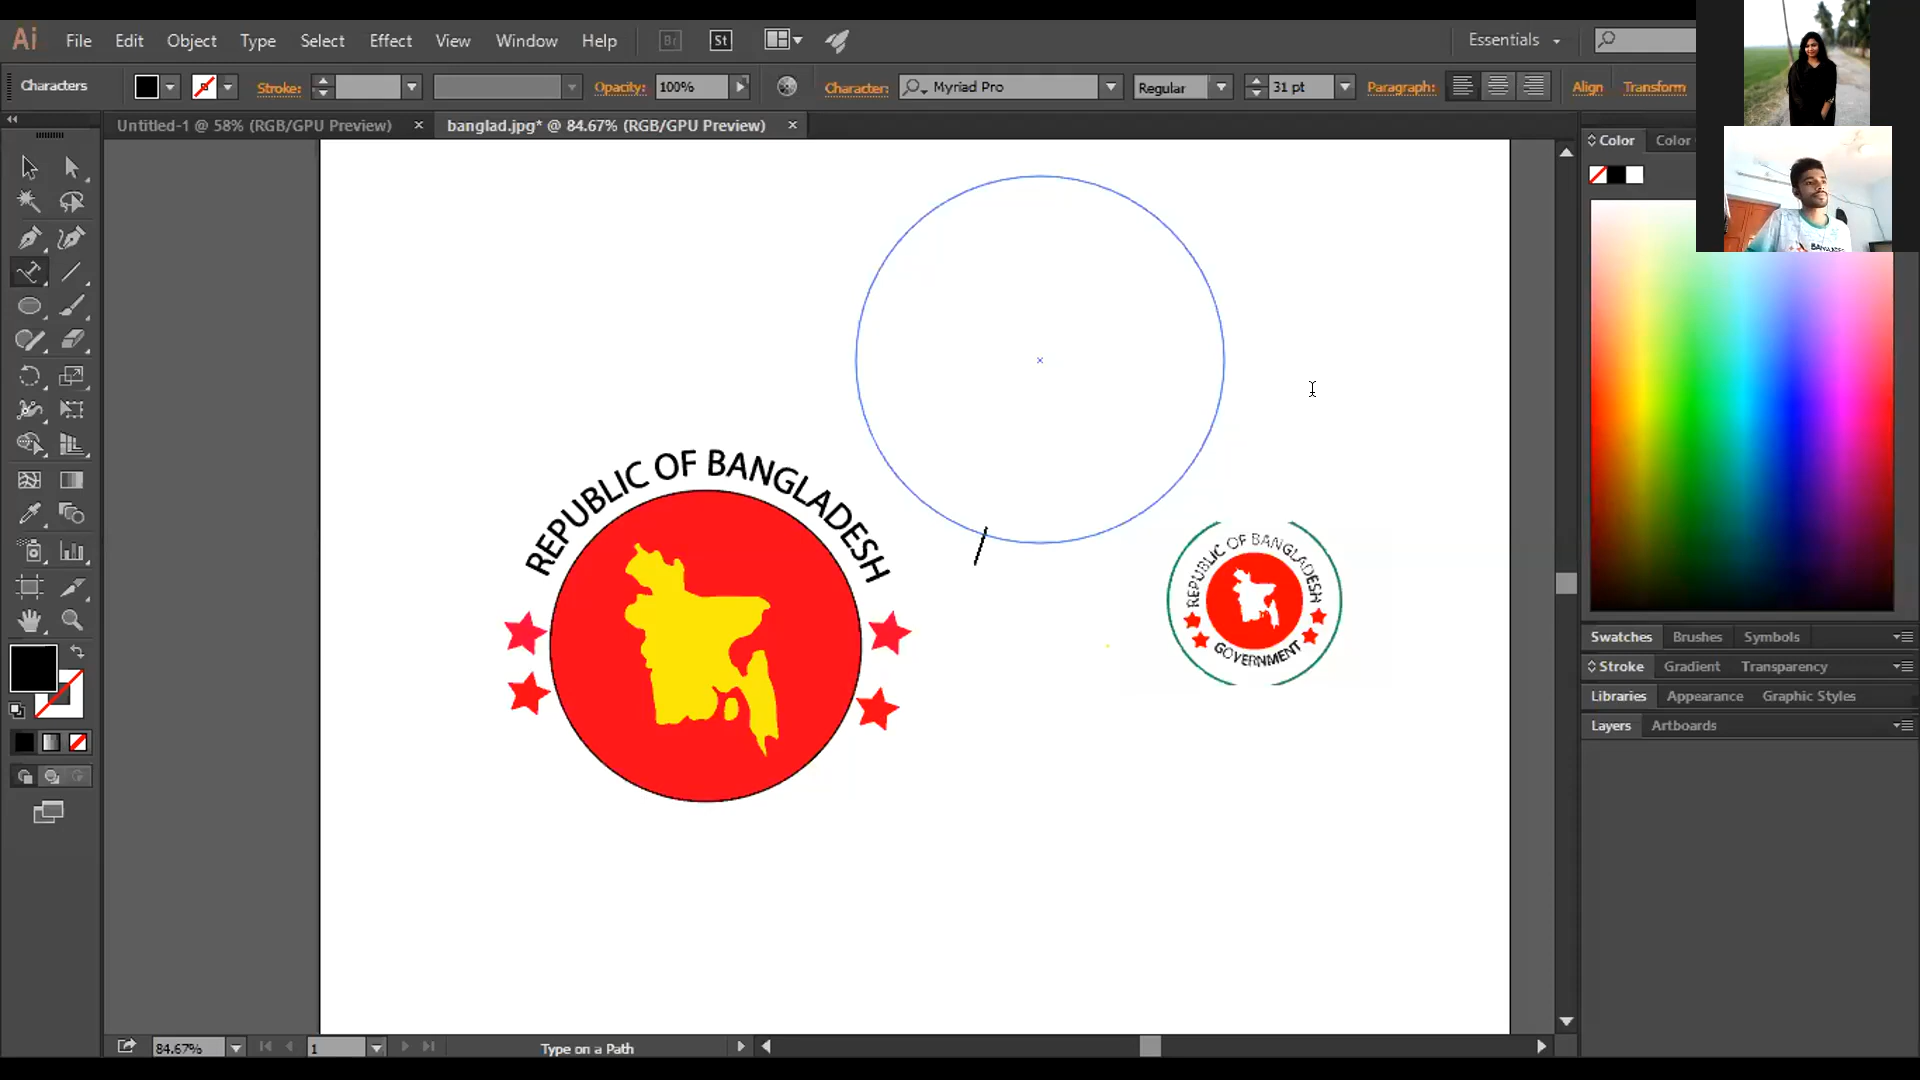 Ai File Edit Object Type Select Effect View Window Help Br St Essentials
Characters Stroke: Opacity: 100% Character: Myriad Pro Regular 31 pt Paragraph: Align Transform
Untitled-1 @ 58% (RGB/GPU Preview) × banglad.jpg* @ 84.67% (RGB/GPU Preview) ×
Color Color
REPUBLIC OF BANGLADESH
REPUBLIC OF BANGLADESH
GOVERNMENT
Swatches Brushes Symbols
Stroke Gradient Transparency
Libraries Appearance Graphic Styles
Layers Artboards
84.67% 1 Type on a Path